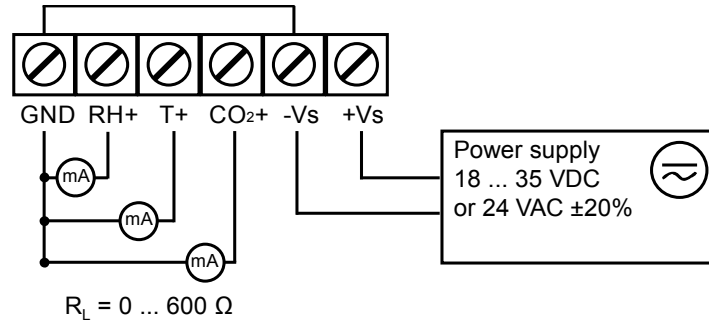 GND RH+ T+ CO₂+ -Vs +Vs
mA
mA
mA
R_L = 0 ... 600 Ω
Power supply
18 ... 35 VDC
or 24 VAC ±20%